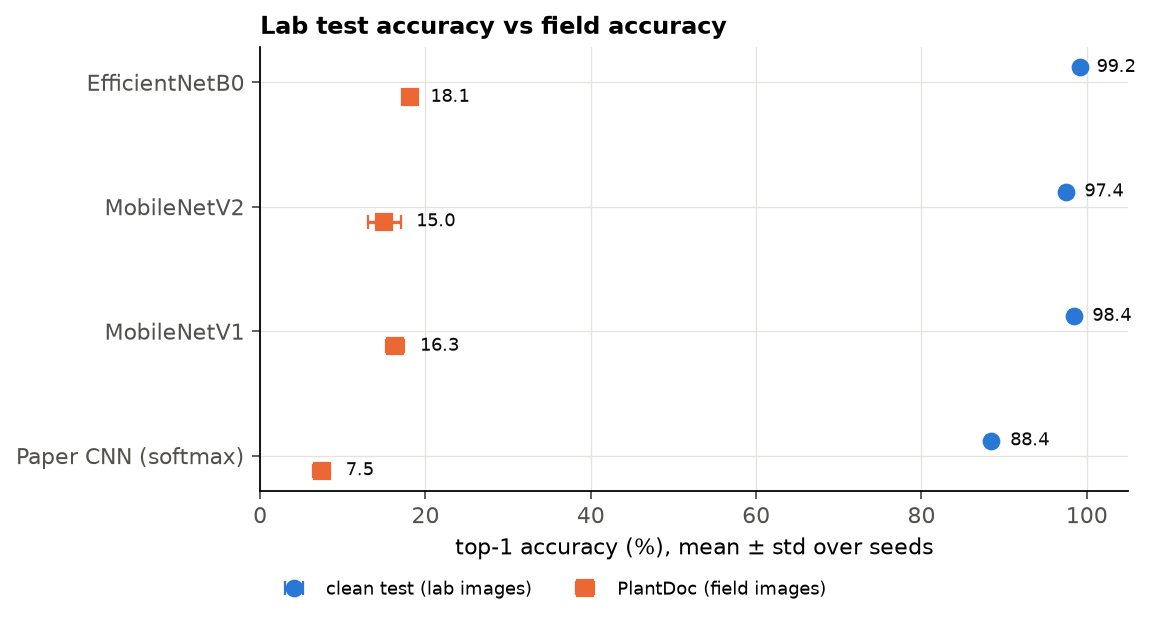 Lab test accuracy vs field accuracy
EfficientNetB0
99.2
18.1
MobileNetV2
97.4
15.0
MobileNetV1
98.4
16.3
Paper CNN (softmax)
88.4
7.5
0 20 40 60 80 100
top-1 accuracy (%), mean ± std over seeds
clean test (lab images) PlantDoc (field images)